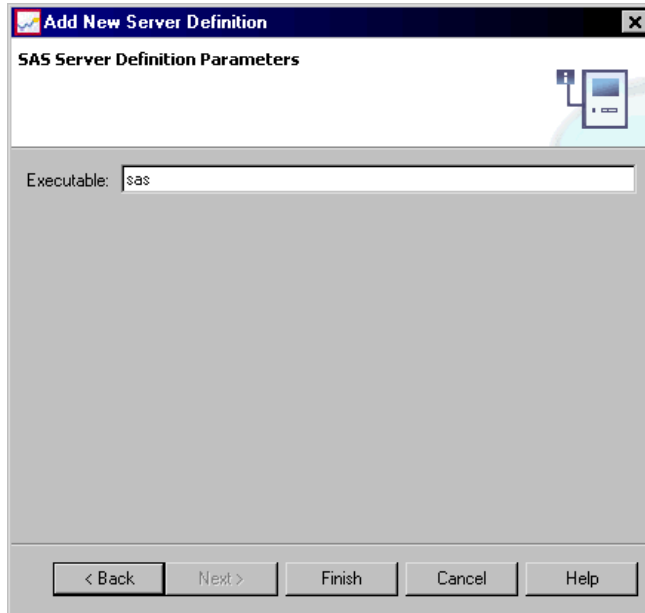 Add New Server Definition
SAS Server Definition Parameters
Executable: sas
< Back Next > Finish Cancel Help